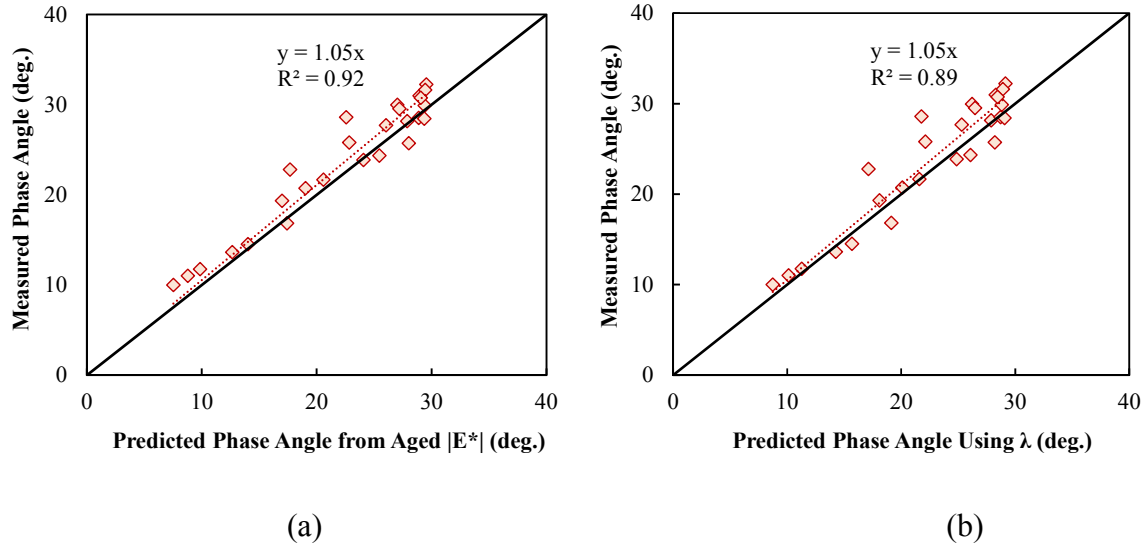 40
30
20
10
0
0 10 20 30 40
Measured Phase Angle (deg.)
y = 1.05x
R² = 0.92
Predicted Phase Angle from Aged |E*| (deg.)
(a)
40
30
20
10
0
0 10 20 30 40
Measured Phase Angle (deg.)
y = 1.05x
R² = 0.89
Predicted Phase Angle Using λ (deg.)
(b)